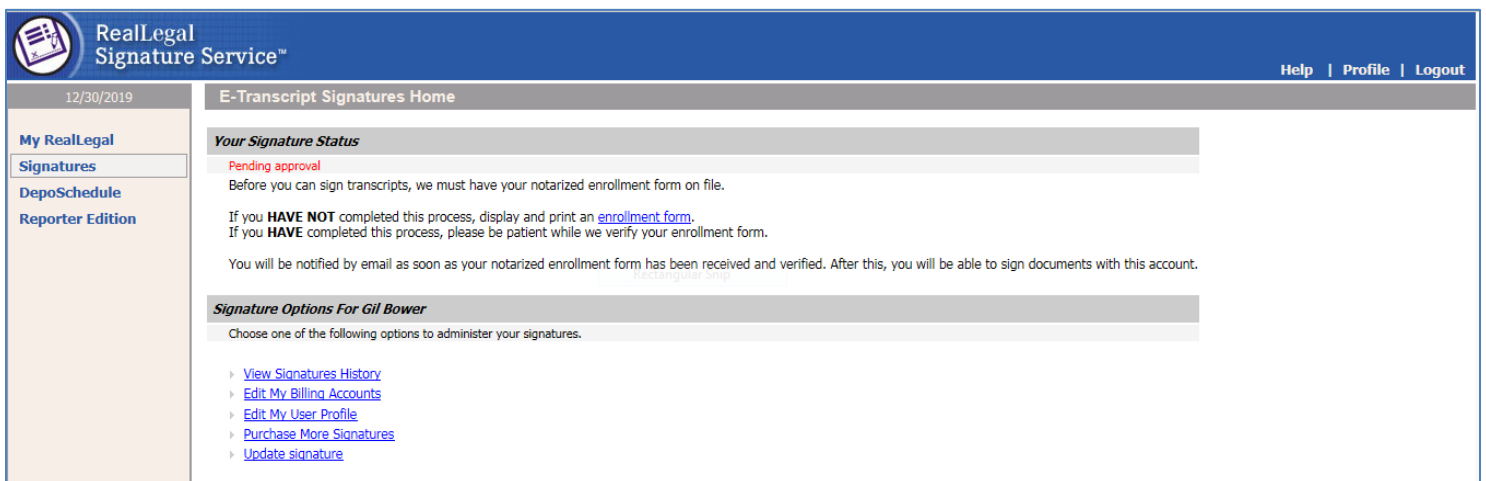 RealLegal
Signature Service™
Help | Profile | Logout
12/30/2019
E-Transcript Signatures Home
My RealLegal
Signatures
DepoSchedule
Reporter Edition
Your Signature Status
Pending approval
Before you can sign transcripts, we must have your notarized enrollment form on file.
If you HAVE NOT completed this process, display and print an enrollment form.
If you HAVE completed this process, please be patient while we verify your enrollment form.
You will be notified by email as soon as your notarized enrollment form has been received and verified. After this, you will be able to sign documents with this account.
Rectangular Snip
Signature Options For Gil Bower
Choose one of the following options to administer your signatures.
View Signatures History
Edit My Billing Accounts
Edit My User Profile
Purchase More Signatures
Update signature